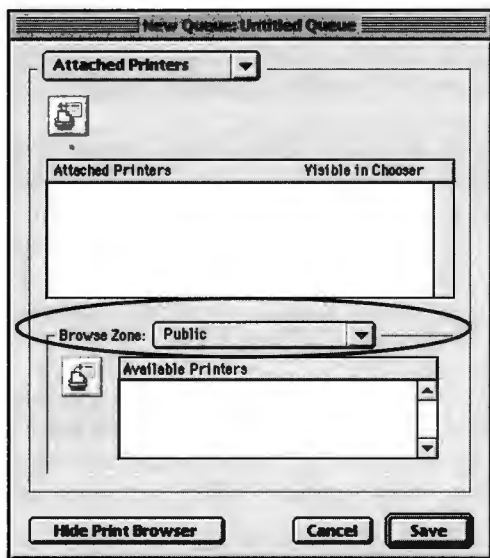 New Queue: Untitled Queue
Attached Printers
Attached Printers Visible in Chooser
Browse Zone: Public
Available Printers
Hide Print Browser Cancel Save